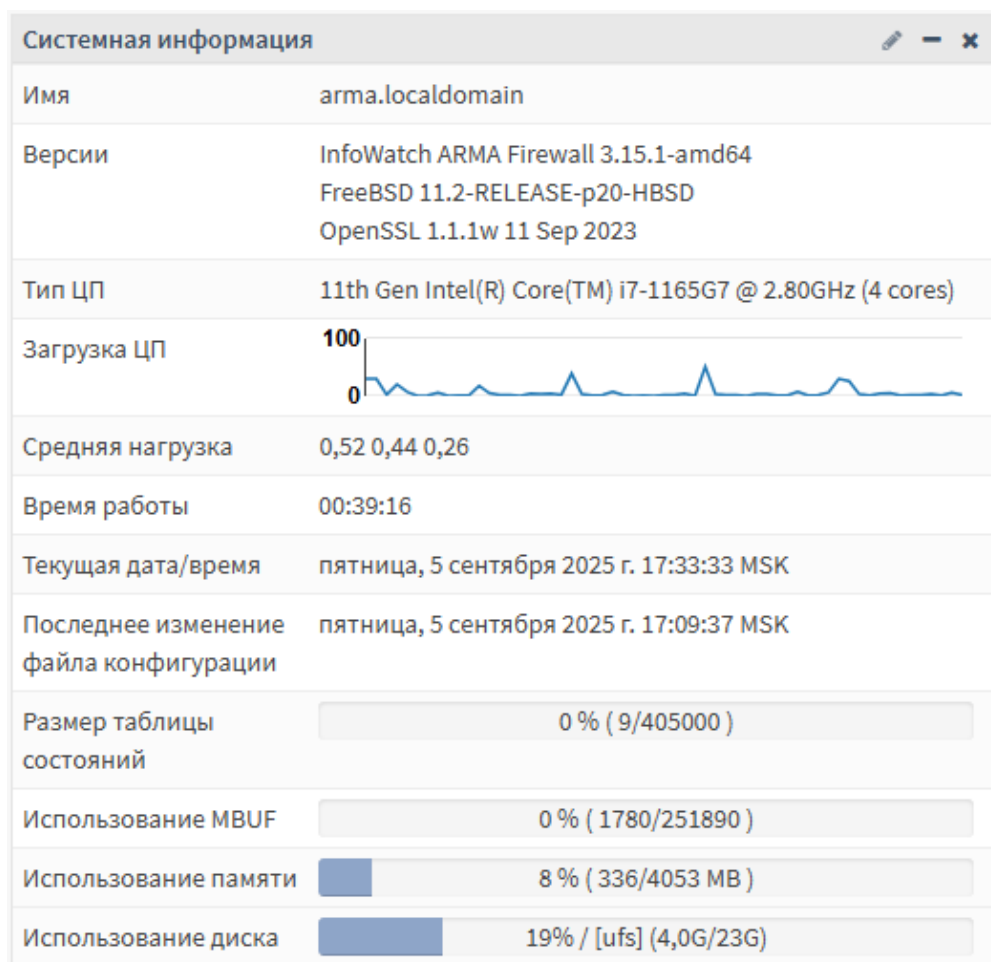 Системная информация
Имя
arma.localdomain
Версии
InfoWatch ARMA Firewall 3.15.1-amd64
FreeBSD 11.2-RELEASE-p20-HBSD
OpenSSL 1.1.1w 11 Sep 2023
Тип ЦП
11th Gen Intel(R) Core(TM) i7-1165G7 @ 2.80GHz (4 cores)
Загрузка ЦП
100
0
Средняя нагрузка
0,52 0,44 0,26
Время работы
00:39:16
Текущая дата/время
пятница, 5 сентября 2025 г. 17:33:33 MSK
Последнее изменение
файла конфигурации
пятница, 5 сентября 2025 г. 17:09:37 MSK
Размер таблицы
состояний
0 % ( 9/405000 )
Использование MBUF
0 % ( 1780/251890 )
Использование памяти
8 % ( 336/4053 MB )
Использование диска
19% / [ufs] (4,0G/23G)